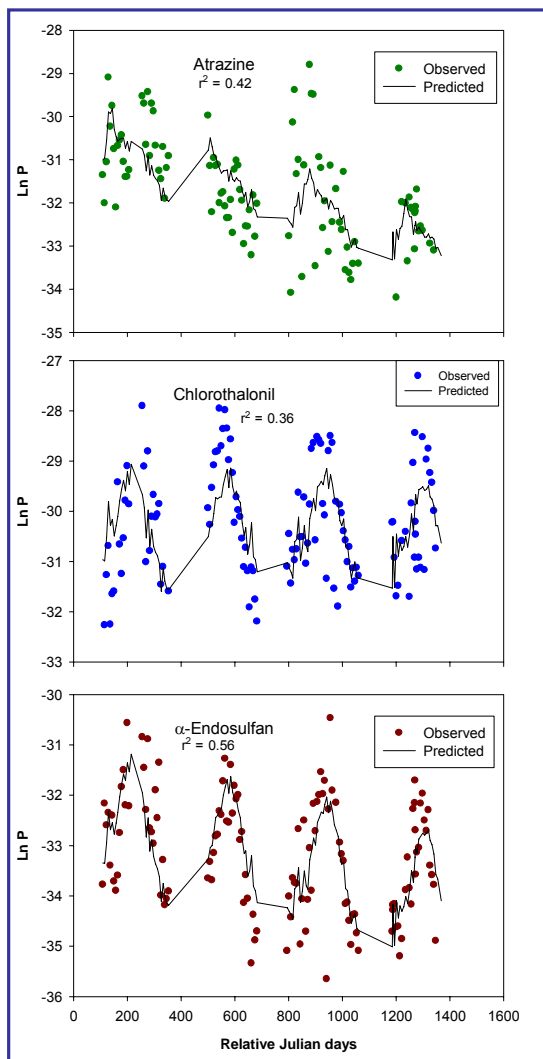 -28
-29
-30
-31
-32
-33
-34
-35
Ln P
Atrazine
r² = 0.42
Observed
Predicted
-27
-28
-29
-30
-31
-32
-33
Ln P
Chlorothalonil
r² = 0.36
Observed
Predicted
-30
-31
-32
-33
-34
-35
-36
Ln P
α-Endosulfan
r² = 0.56
Observed
Predicted
0 200 400 600 800 1000 1200 1400 1600
Relative Julian days